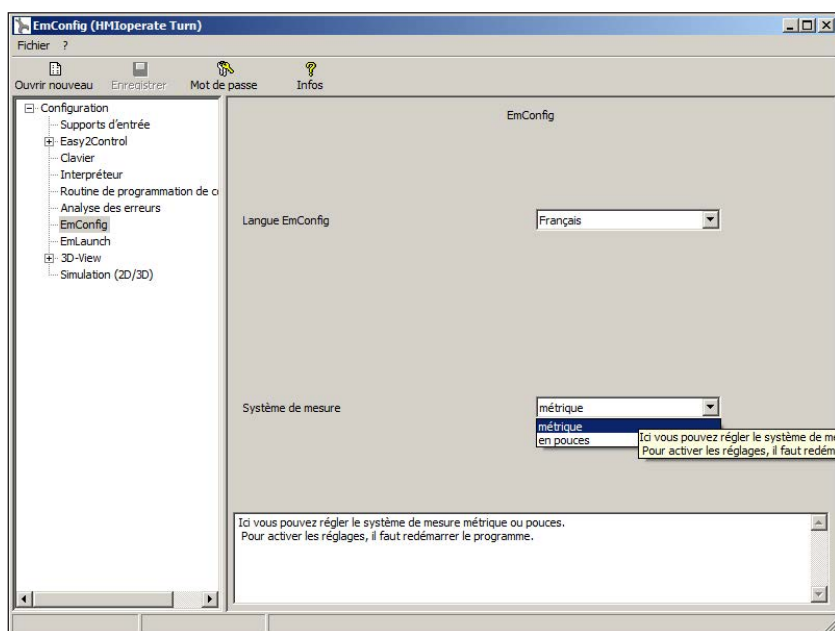 EmConfig (HMIoperate Turn)
Fichier ?
Ouvrir nouveau Enregistrer Mot de passe Infos
Configuration
Supports d'entrée
Easy2Control
Clavier
Interpréteur
Routine de programmation de c
Analyse des erreurs
EmConfig
EmLaunch
3D-View
Simulation (2D/3D)
EmConfig
Langue EmConfig Français
Système de mesure métrique
métrique
en pouces
Ici vous pouvez régler le système de m
Pour activer les réglages, il faut redém
Ici vous pouvez régler le système de mesure métrique ou pouces.
Pour activer les réglages, il faut redémarrer le programme.